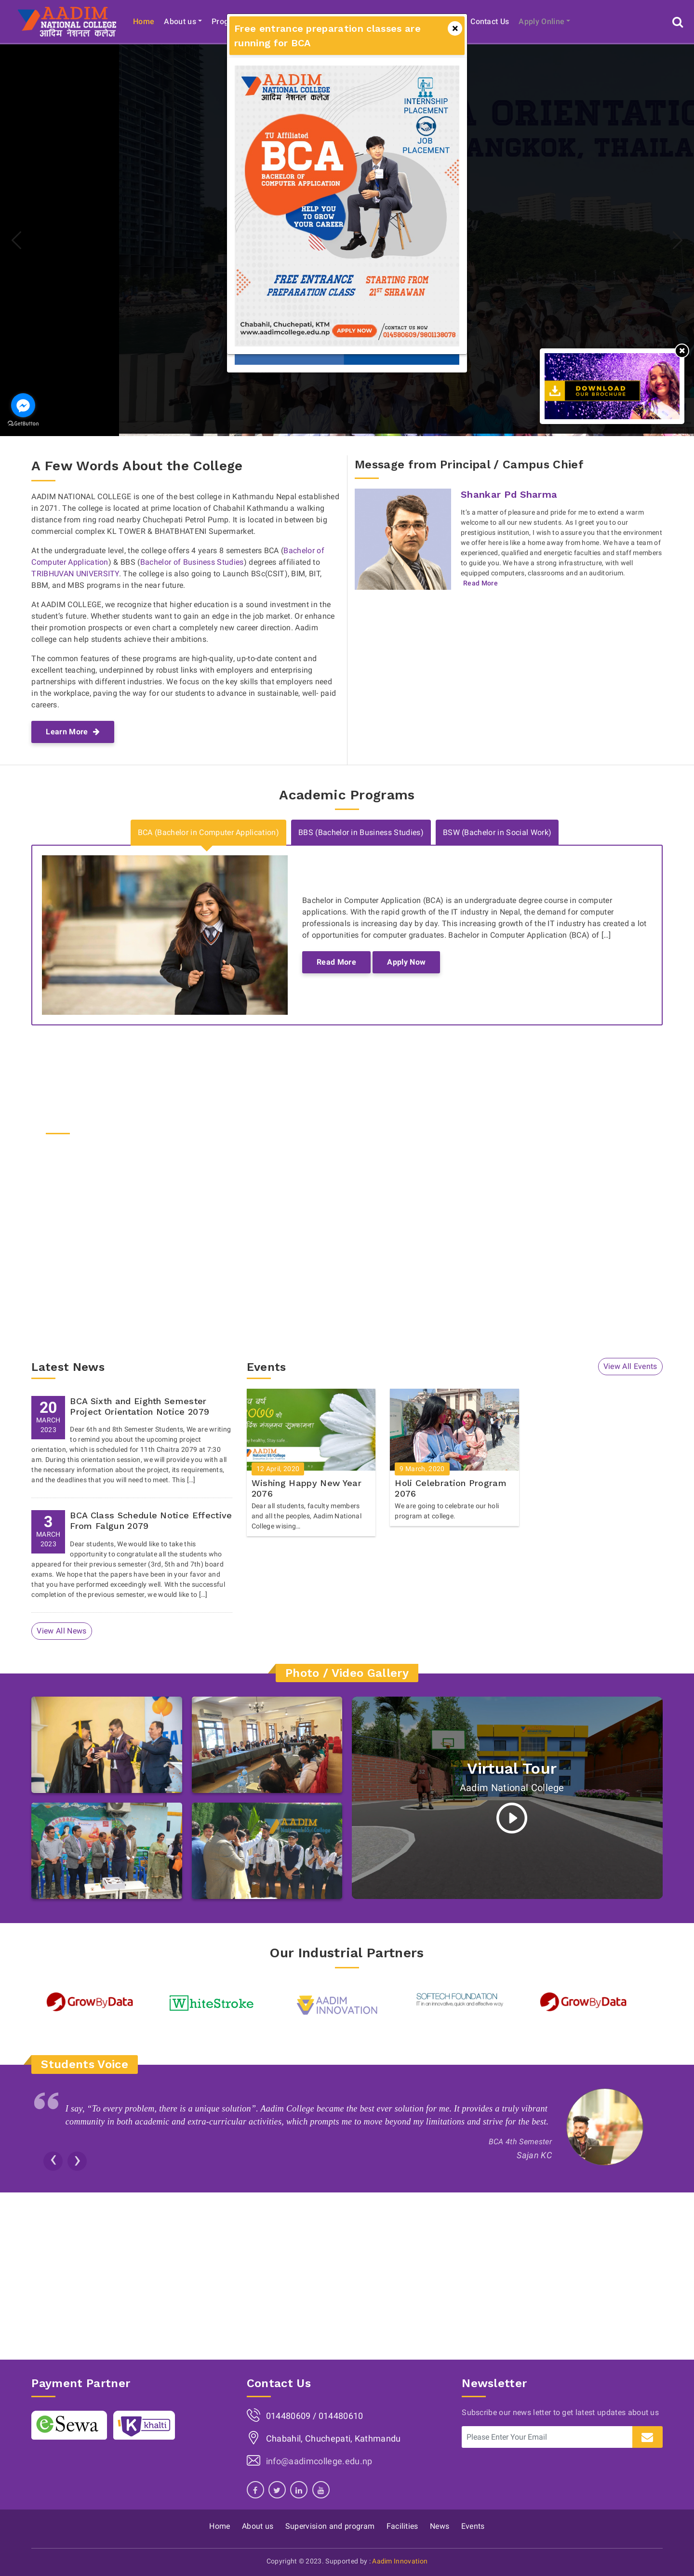 AADIM
NATIONAL COLLEGE
आदिम नेशनल कलेज
Home
About us
Contact Us
Apply Online
Free entrance preparation classes are
running for BCA
AADIM
NATIONAL COLLEGE
आदिम नेशनल कलेज
INTERNSHIP
PLACEMENT
JOB
PLACEMENT
TU Affiliated
BCA
BACHELOR OF
COMPUTER APPLICATION
HELP YOU
TO GROW
YOUR CAREER
FREE ENTRANCE
PREPARATION CLASS
STARTING FROM
21ST SHRAWAN
Chabahil, Chuchepati, KTM
www.aadimcollege.edu.np
APPLY NOW
CONTACT US NOW
014580609/9801138079
A ORIENTATI
ANGKOK, THAILA
DOWNLOAD
OUR BROCHURE
GetButton
A Few Words About the College
AADIM NATIONAL COLLEGE is one of the best college in Kathmandu Nepal established
in 2071. The college is located at prime location of Chabahil Kathmandu a walking
distance from ring road nearby Chuchepati Petrol Pump. It is located in between big
commercial complex KL TOWER & BHATBHATENI Supermarket.
At the undergraduate level, the college offers 4 years 8 semesters BCA (Bachelor of
Computer Application) & BBS (Bachelor of Business Studies) degrees affiliated to
TRIBHUVAN UNIVERSITY. The college is also going to Launch BSc(CSIT), BIM, BIT,
BBM, and MBS programs in the near future.
At AADIM COLLEGE, we recognize that higher education is a sound investment in the
student's future. Whether students want to gain an edge in the job market. Or enhance
their promotion prospects or even chart a completely new career direction. Aadim
college can help students achieve their ambitions.
The common features of these programs are high-quality, up-to-date content and
excellent teaching, underpinned by robust links with employers and enterprising
partnerships with different industries. We focus on the key skills that employers need
in the workplace, paving the way for our students to advance in sustainable, well- paid
careers.
Learn More
Message from Principal / Campus Chief
Shankar Pd Sharma
It's a matter of pleasure and pride for me to extend a warm
welcome to all our new students. As I greet you to our
prestigious institution, I wish to assure you that the environment
we offer here is like a home away from home. We have a team of
experienced, qualified and energetic faculties and staff members
to guide you. We have a strong infrastructure, with well
equipped computers, classrooms and an auditorium.
Read More
Academic Programs
BCA (Bachelor in Computer Application)
BBS (Bachelor in Business Studies)
BSW (Bachelor in Social Work)
Bachelor in Computer Application (BCA) is an undergraduate degree course in computer
applications. With the rapid growth of the IT industry in Nepal, the demand for computer
professionals is increasing day by day. This increasing growth of the IT industry has created a lot
of opportunities for computer graduates. Bachelor in Computer Application (BCA) of [...]
Read More
Apply Now
Latest News
20
MARCH
2023
BCA Sixth and Eighth Semester
Project Orientation Notice 2079
Dear 6th and 8th Semester Students, We are writing
to remind you about the upcoming project
orientation, which is scheduled for 11th Chaitra 2079 at 7:30
am. During this orientation session, we will provide you with all
the necessary information about the project, its requirements,
and the deadlines that you will need to meet. This [...]
3
MARCH
2023
BCA Class Schedule Notice Effective
From Falgun 2079
Dear students, We would like to take this
opportunity to congratulate all the students who
appeared for their previous semester (3rd, 5th and 7th) board
exams. We hope that the papers have been in your favor and
that you have performed exceedingly well. With the successful
completion of the previous semester, we would like to [...]
View All News
Events
View All Events
12 April, 2020
Wishing Happy New Year
2076
Dear all students, faculty members
and all the peoples, Aadim National
College wising...
9 March, 2020
Holi Celebration Program
2076
We are going to celebrate our holi
program at college.
Photo / Video Gallery
AADIM
Virtual Tour
Aadim National College
Our Industrial Partners
GrowByData
WhiteStroke
AADIM
INNOVATION
SOFTECH FOUNDATION
IT in an innovative, quick and effective way
GrowByData
Students Voice
I say, “To every problem, there is a unique solution”. Aadim College became the best ever solution for me. It provides a truly vibrant
community in both academic and extra-curricular activities, which prompts me to move beyond my limitations and strive for the best.
BCA 4th Semester
Sajan KC
Payment Partner
eSewa
khalti
Contact Us
014480609 / 014480610
Chabahil, Chuchepati, Kathmandu
info@aadimcollege.edu.np
Newsletter
Subscribe our news letter to get latest updates about us
Please Enter Your Email
Home
About us
Supervision and program
Facilities
News
Events
Copyright © 2023. Supported by : Aadim Innovation